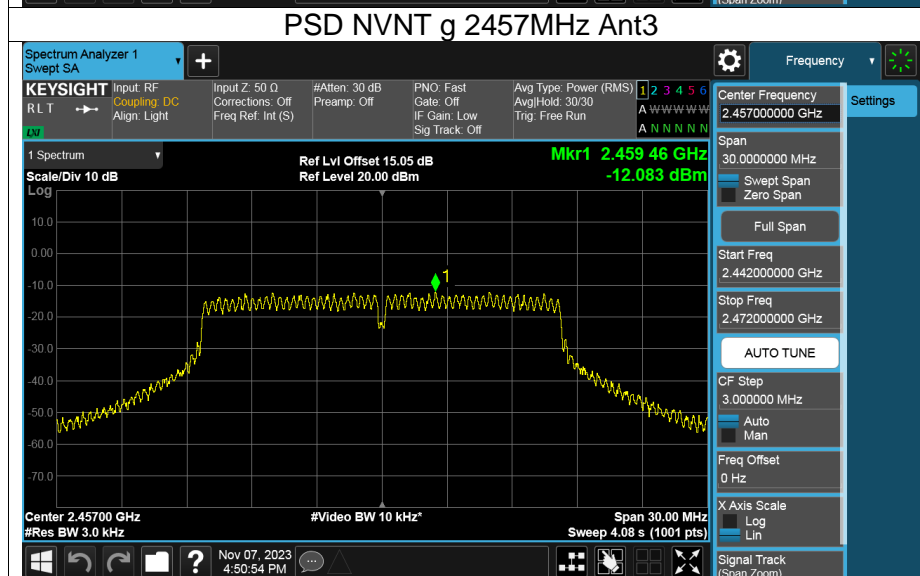 (Span Zoom)
PSD NVNT g 2457MHz Ant3
Spectrum Analyzer 1
Swept SA
+
Frequency
KEYSIGHT
R L T
LXI
Input: RF
Coupling: DC
Align: Light
Input Z: 50 Ω
Corrections: Off
Freq Ref: Int (S)
#Atten: 30 dB
Preamp: Off
PNO: Fast
Gate: Off
IF Gain: Low
Sig Track: Off
Avg Type: Power (RMS)
Avg|Hold: 30/30
Trig: Free Run
1 2 3 4 5 6
A W W W W W
A N N N N N
1 Spectrum
Scale/Div 10 dB
Log
Ref Lvl Offset 15.05 dB
Ref Level 20.00 dBm
Mkr1 2.459 46 GHz
-12.083 dBm
10.0
0.00
-10.0
-20.0
-30.0
-40.0
-50.0
-60.0
-70.0
1
Center 2.45700 GHz
#Res BW 3.0 kHz
#Video BW 10 kHz*
Span 30.00 MHz
Sweep 4.08 s (1001 pts)
Center Frequency
2.457000000 GHz
Settings
Span
30.0000000 MHz
Swept Span
Zero Span
Full Span
Start Freq
2.442000000 GHz
Stop Freq
2.472000000 GHz
AUTO TUNE
CF Step
3.000000 MHz
Auto
Man
Freq Offset
0 Hz
X Axis Scale
Log
Lin
Signal Track
(Span Zoom)
?
Nov 07, 2023
4:50:54 PM